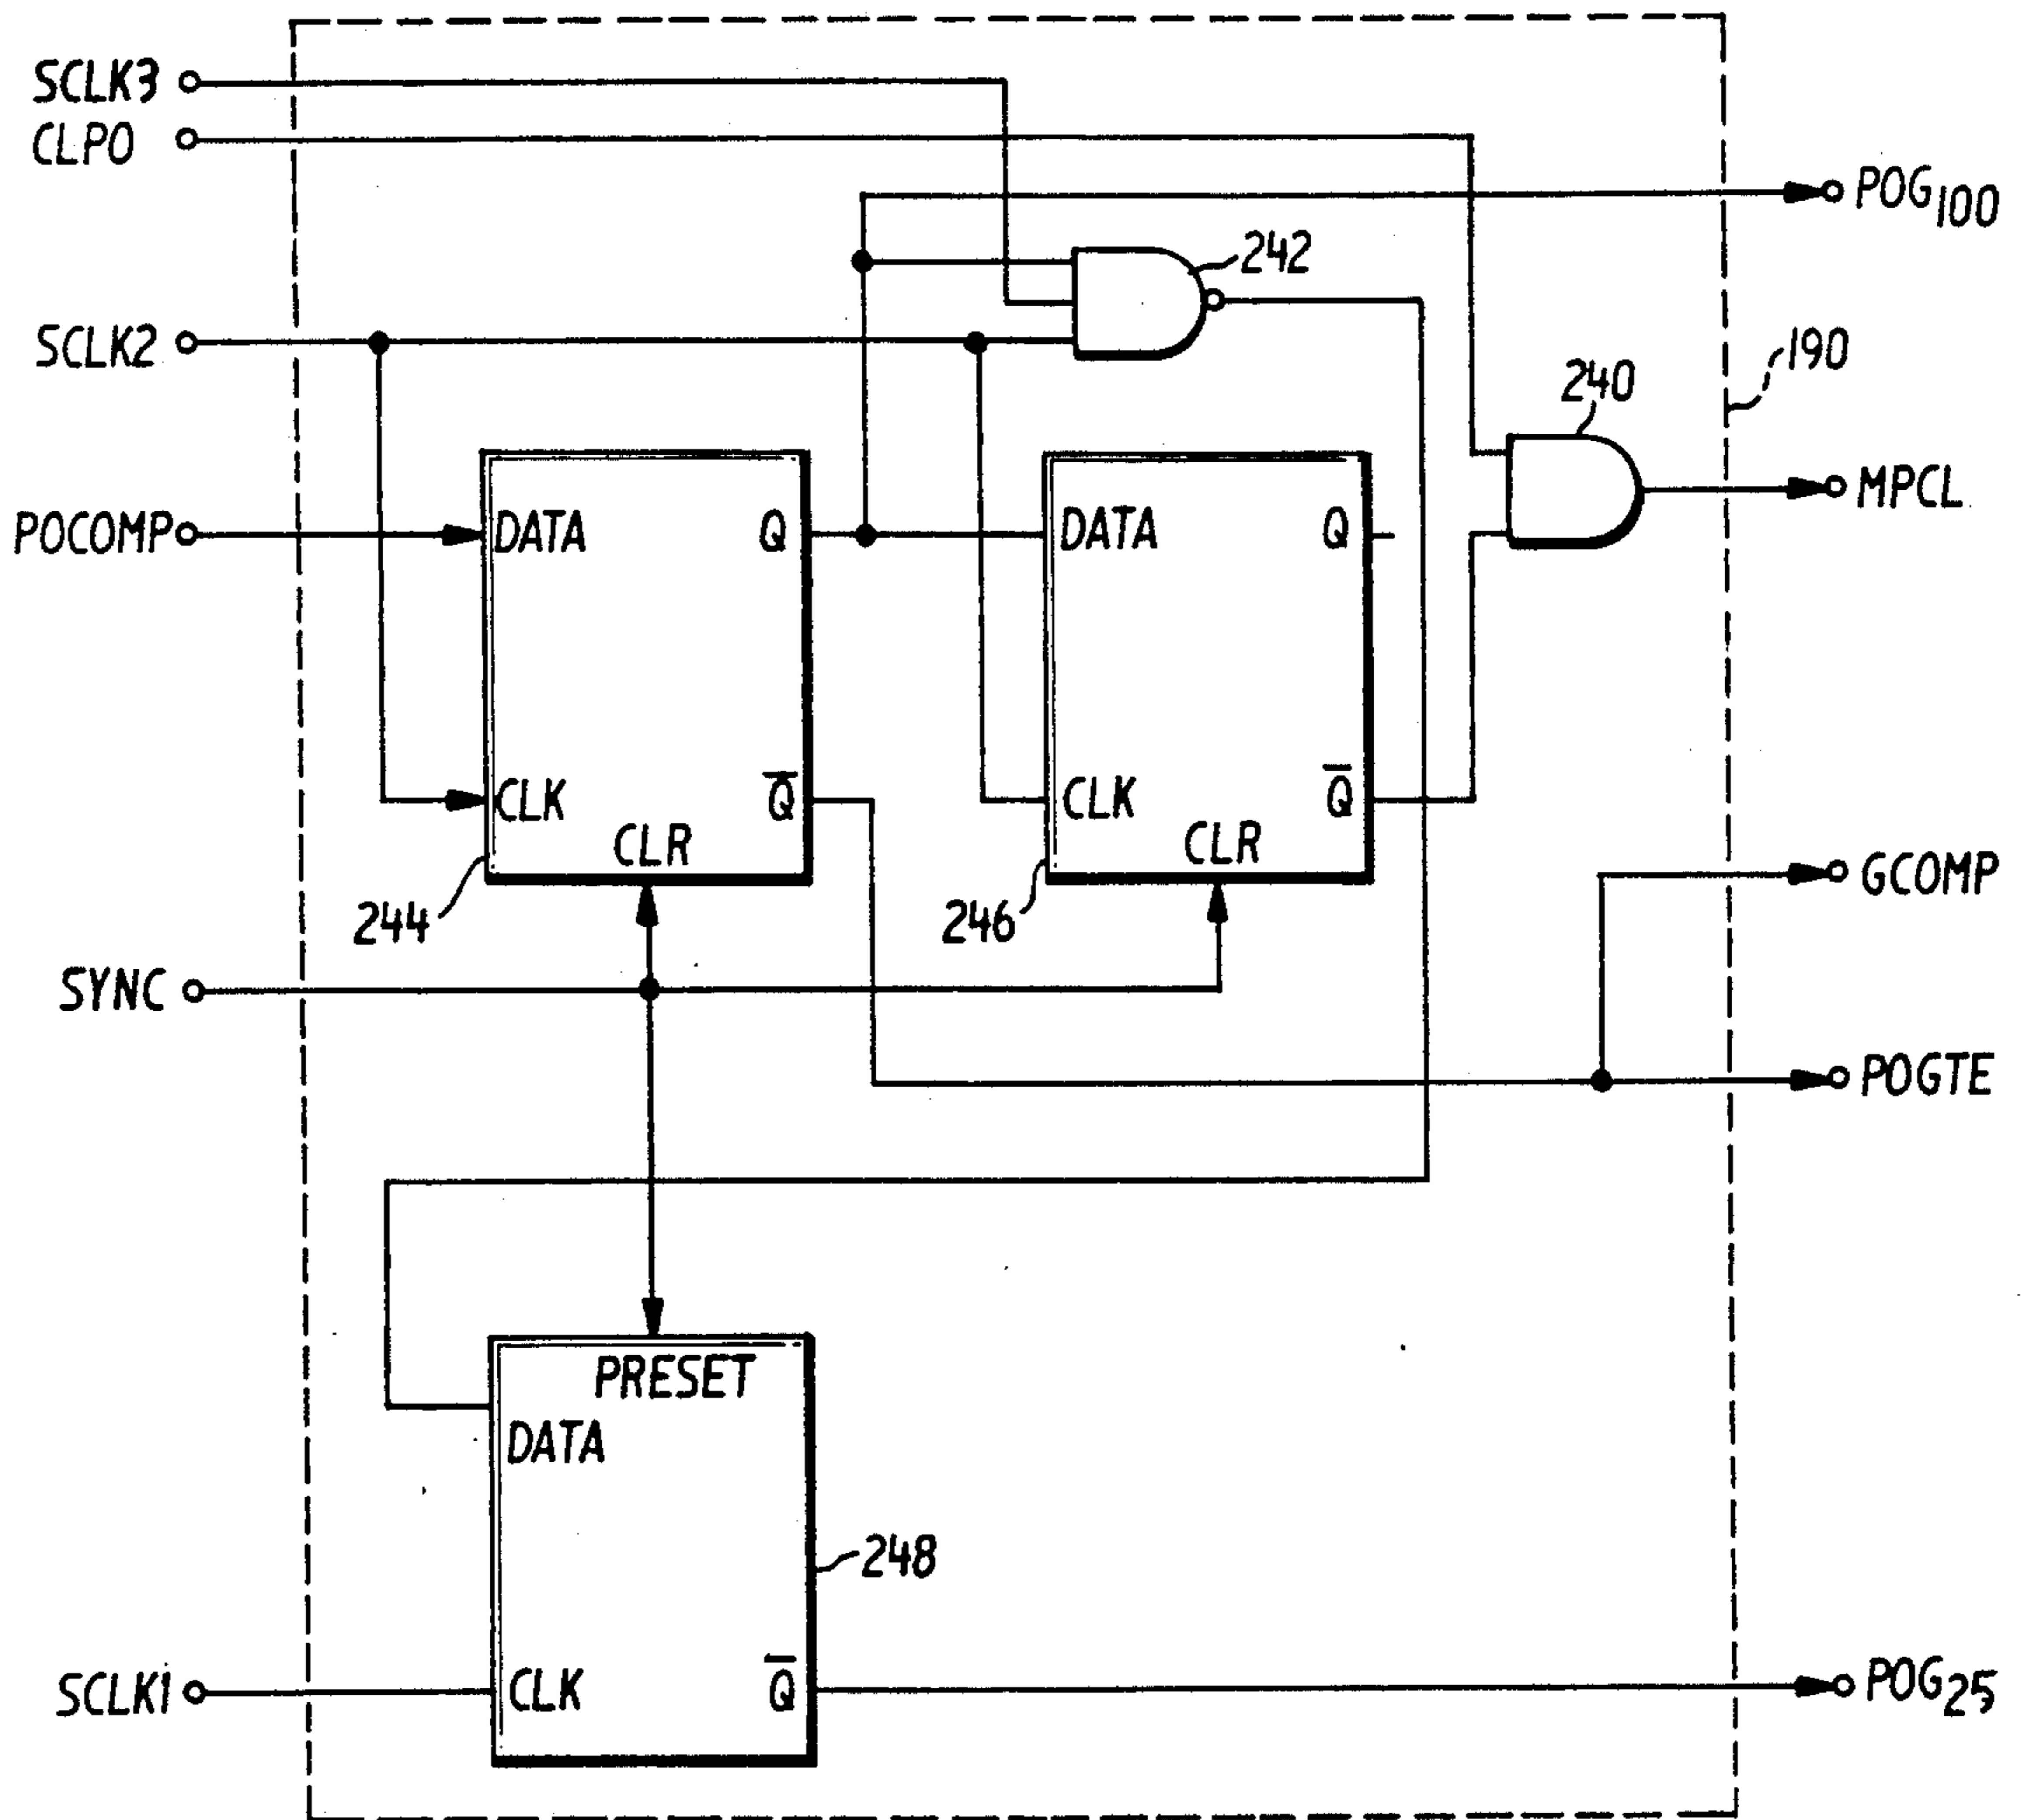 SCLK3
CLPO
POG100
242
SCLK2
190
240
POCOMP
DATA
Q
DATA
Q
MPCL
CLK
Q̅
CLK
Q̅
CLR
CLR
GCOMP
244
246
SYNC
POGTE
PRESET
DATA
248
SCLK1
CLK
Q̅
POG25